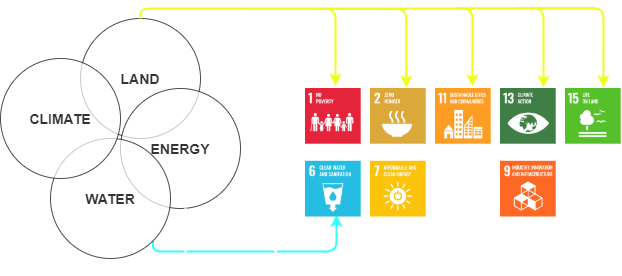 LAND
CLIMATE
ENERGY
WATER
1 NO
POVERTY
2 ZERO
HUNGER
11 SUSTAINABLE CITIES
AND COMMUNITIES
13 CLIMATE
ACTION
15 LIFE
ON LAND
6 CLEAN WATER
AND SANITATION
7 AFFORDABLE AND
CLEAN ENERGY
9 INDUSTRY, INNOVATION
AND INFRASTRUCTURE